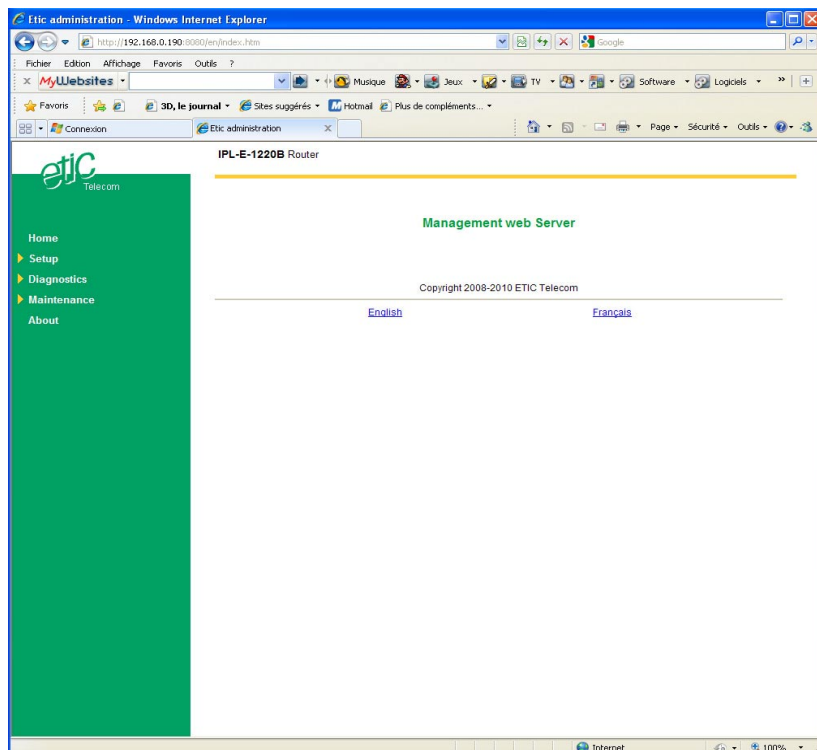 Etic administration - Windows Internet Explorer
http://192.168.0.190:8080/en/index.htm
Google
Fichier Edition Affichage Favoris Outils ?
x MyWebsites Musique Jeux TV Software Logiciels »
Favoris 3D, le journal Sites suggérés Hotmail Plus de compléments...
Connexion Etic administration x Page Sécurité Outils
etic
Telecom
IPL-E-1220B Router
Home
Setup
Diagnostics
Maintenance
About
Management web Server
Copyright 2008-2010 ETIC Telecom
English Français
Internet 100%